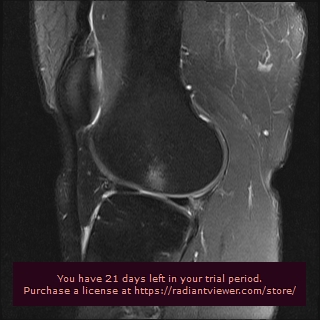 You have 21 days left in your trial period.
Purchase a license at https://radiantviewer.com/store/